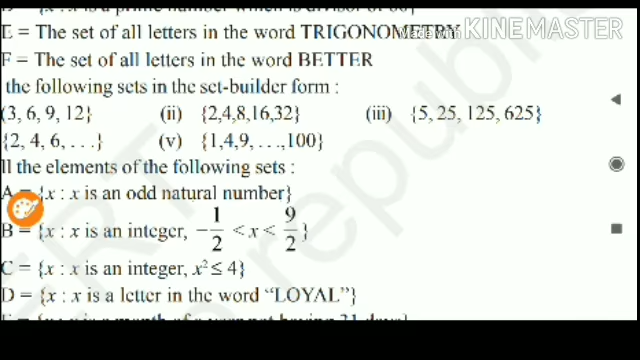 E = The set of all letters in the word TRIGONOMETRY
Made with KINEMASTER
F = The set of all letters in the word BETTER
the following sets in the set-builder form :
(3, 6, 9, 12} (ii) {2,4,8,16,32} (iii) {5, 25, 125, 625}
{2, 4, 6, . . .} (v) {1,4,9, . . .,100}
ll the elements of the following sets :
A = {x : x is an odd natural number}
B = {x : x is an integer, −1/2 < x < 9/2}
C = {x : x is an integer, x² ≤ 4}
D = {x : x is a letter in the word “LOYAL”}